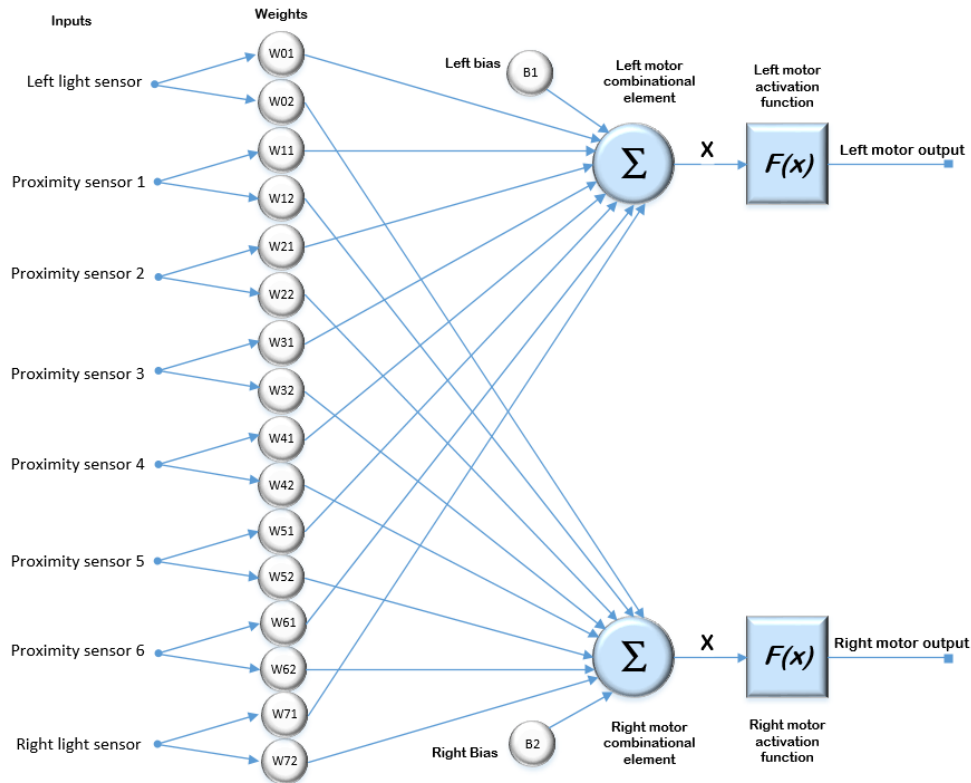 Inputs
Weights
Left light sensor
Proximity sensor 1
Proximity sensor 2
Proximity sensor 3
Proximity sensor 4
Proximity sensor 5
Proximity sensor 6
Right light sensor
W01
W02
W11
W12
W21
W22
W31
W32
W41
W42
W51
W52
W61
W62
W71
W72
Left bias
B1
Left motor
combinational
element
Σ
X
Left motor
activation
function
F(x)
Left motor output
Right Bias
B2
Σ
Right motor
combinational
element
X
F(x)
Right motor
activation
function
Right motor output